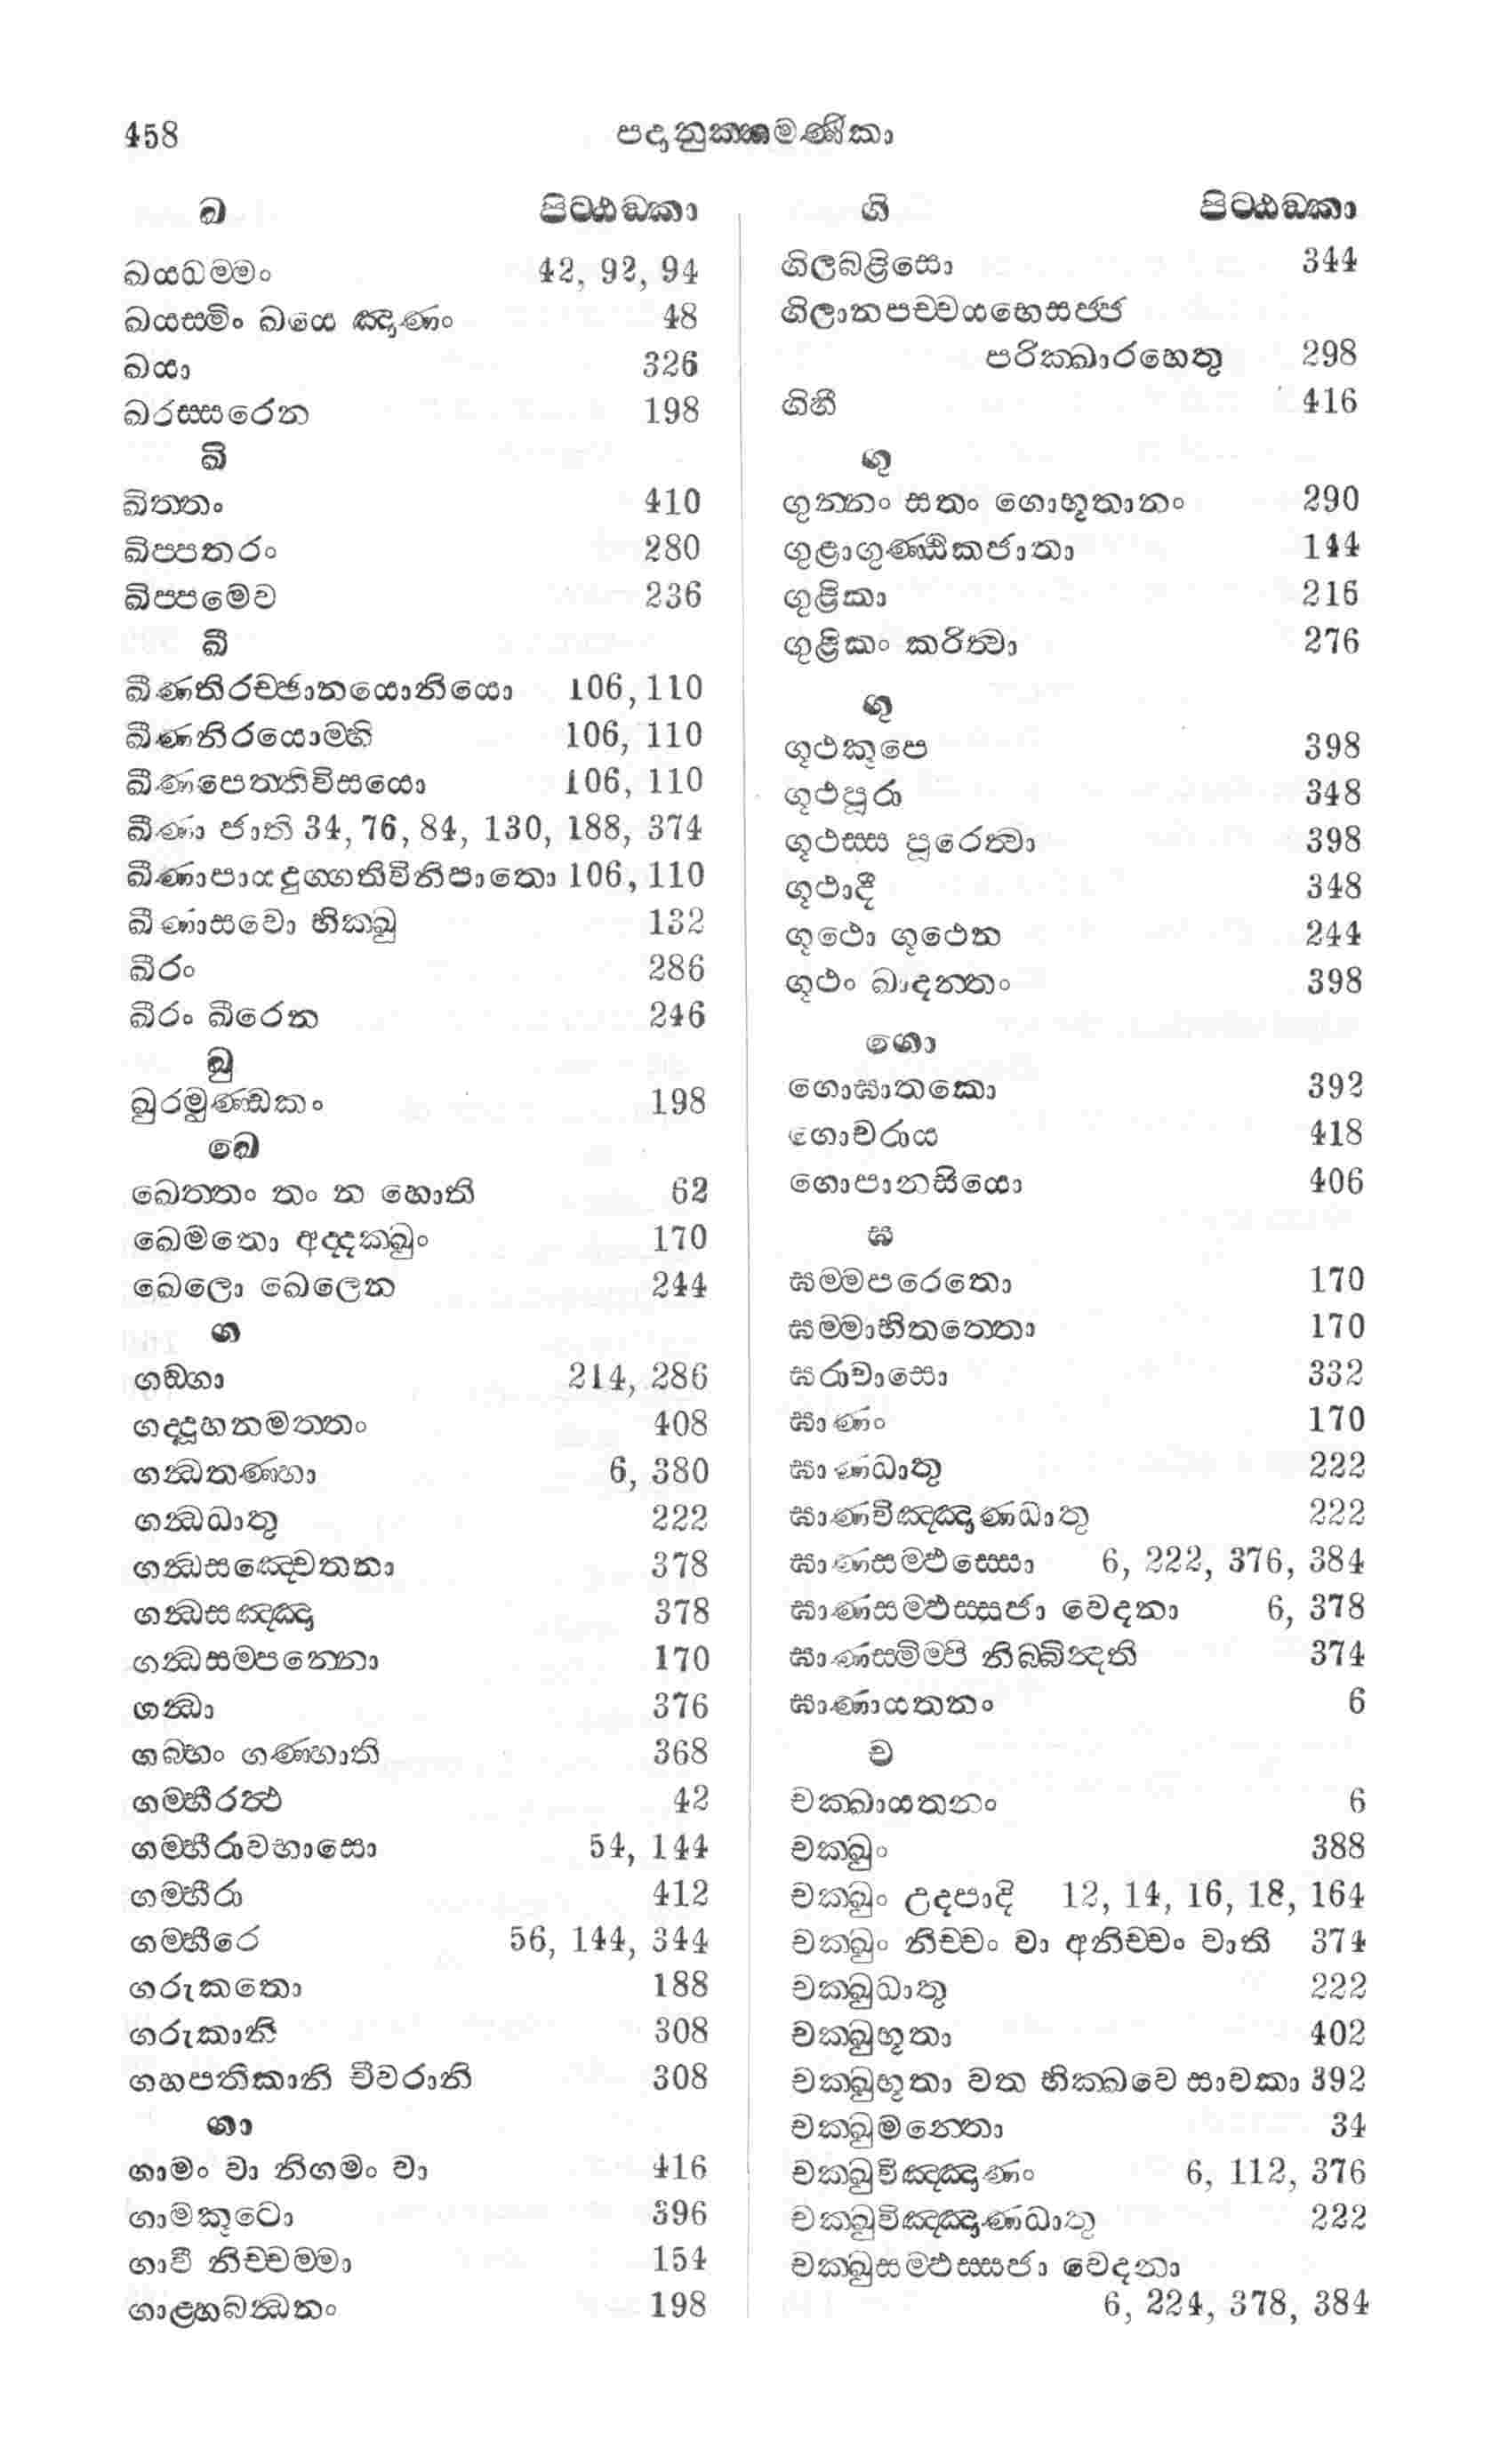 458
පදානුක්කමණිකා
ඛ පිට්ඨඞ්කා
ඛයධම්මං 42, 92, 94
ඛයස්මිං ඛයෙ ඤාණං 48
ඛයා 326
ඛරස්සරෙන 198
ඛි
ඛිත්තං 410
ඛිප්පතරං 280
ඛිප්පමෙව 236
ඛී
ඛීණතිරච්ඡානයොනියො 106, 110
ඛීණනිරයොම්හි 106, 110
ඛීණපෙත්තිවිසයො 106, 110
ඛීණා ජාති 34, 76, 84, 130, 188, 374
ඛීණාපායදුග්ගතිවිනිපාතො 106, 110
ඛීණාසවො භික්ඛු 132
ඛීරං 286
ඛීරං ඛීරෙන 246
ඛු
ඛුරමුණ්ඩකං 198
ඛෙ
ඛෙත්තං තං න හොති 62
ඛෙමතො අද්දක්ඛුං 170
ඛෙලො ඛෙලෙන 244
ග
ගඞ්ගා 214, 286
ගද්දූහනමත්තං 408
ගන්ධතණ්හා 6, 380
ගන්ධධාතු 222
ගන්ධසඤ්චෙතනා 378
ගන්ධසඤ්ඤා 378
ගන්ධසම්පන්නො 170
ගන්ධා 376
ගබ්භං ගණ්හාති 368
ගම්භීරත්ථ 42
ගම්භීරාවභාසො 54, 144
ගම්භීරා 412
ගම්භීරෙ 56, 144, 344
ගරුකතො 188
ගරුකානි 308
ගහපතිකානි චීවරානි 308
ගා
ගාමං වා නිගමං වා 416
ගාමකූටො 396
ගාවී නිච්චම්මා 154
ගාළ්හබන්ධනං 198
ගි පිට්ඨඞ්කා
ගිලබළිසො 344
ගිලානපච්චයභෙසජ්ජ
පරික්ඛාරහෙතු 298
ගිනී 416
ගු
ගුන්නං සතං ගොභූතානං 290
ගුළාගුණ්ඨිකජාතා 144
ගුළිකා 216
ගුළිකං කරිත්වා 276
ගූ
ගූථකූපෙ 398
ගූථපූරා 348
ගූථස්ස පූරෙත්වා 398
ගූථාදී 348
ගූථො ගූථෙන 244
ගූථං ඛාදන්තං 398
ගො
ගොඝාතකො 392
ගොචරාය 418
ගොපානසියො 406
ඝ
ඝම්මපරෙතො 170
ඝම්මාභිතත්තො 170
ඝරාවාසො 332
ඝාණං 170
ඝාණධාතු 222
ඝාණවිඤ්ඤාණධාතු 222
ඝාණසම්ඵස්සො 6, 222, 376, 384
ඝාණසම්ඵස්සජා වෙදනා 6, 378
ඝාණස්මිම්පි නිබ්බින්දති 374
ඝාණායතනං 6
ච
චක්ඛායතනං 6
චක්ඛුං 388
චක්ඛුං උදපාදි 12, 14, 16, 18, 164
චක්ඛුං නිච්චං වා අනිච්චං වාති 374
චක්ඛුධාතු 222
චක්ඛුභූතා 402
චක්ඛුභූතා වත භික්ඛවෙ සාවකා 392
චක්ඛුමන්තො 34
චක්ඛුවිඤ්ඤාණං 6, 112, 376
චක්ඛුවිඤ්ඤාණධාතු 222
චක්ඛුසම්ඵස්සජා වෙදනා
6, 224, 378, 384